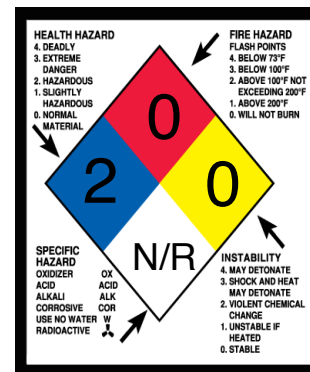 HEALTH HAZARD
4. DEADLY
3. EXTREME
DANGER
2. HAZARDOUS
1. SLIGHTLY
HAZARDOUS
0. NORMAL
MATERIAL
FIRE HAZARD
FLASH POINTS
4. BELOW 73°F
3. BELOW 100°F
2. ABOVE 100°F NOT
EXCEEDING 200°F
1. ABOVE 200°F
0. WILL NOT BURN
0
2
0
N/R
SPECIFIC
HAZARD
OXIDIZER OX
ACID ACID
ALKALI ALK
CORROSIVE COR
USE NO WATER W
RADIOACTIVE
INSTABILITY
4. MAY DETONATE
3. SHOCK AND HEAT
MAY DETONATE
2. VIOLENT CHEMICAL
CHANGE
1. UNSTABLE IF
HEATED
0. STABLE